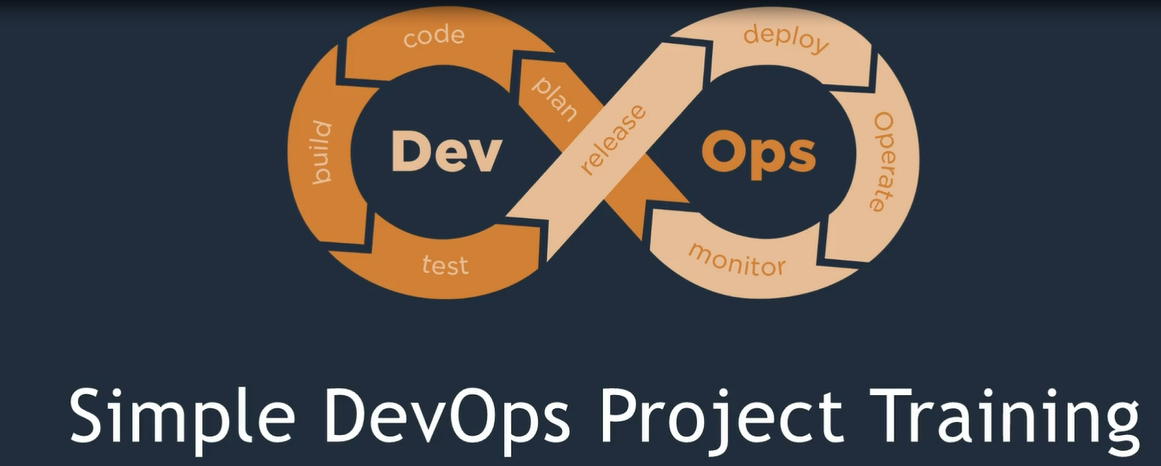 code
deploy
plan
release
build
Dev
Ops
Operate
test
monitor
Simple DevOps Project Training